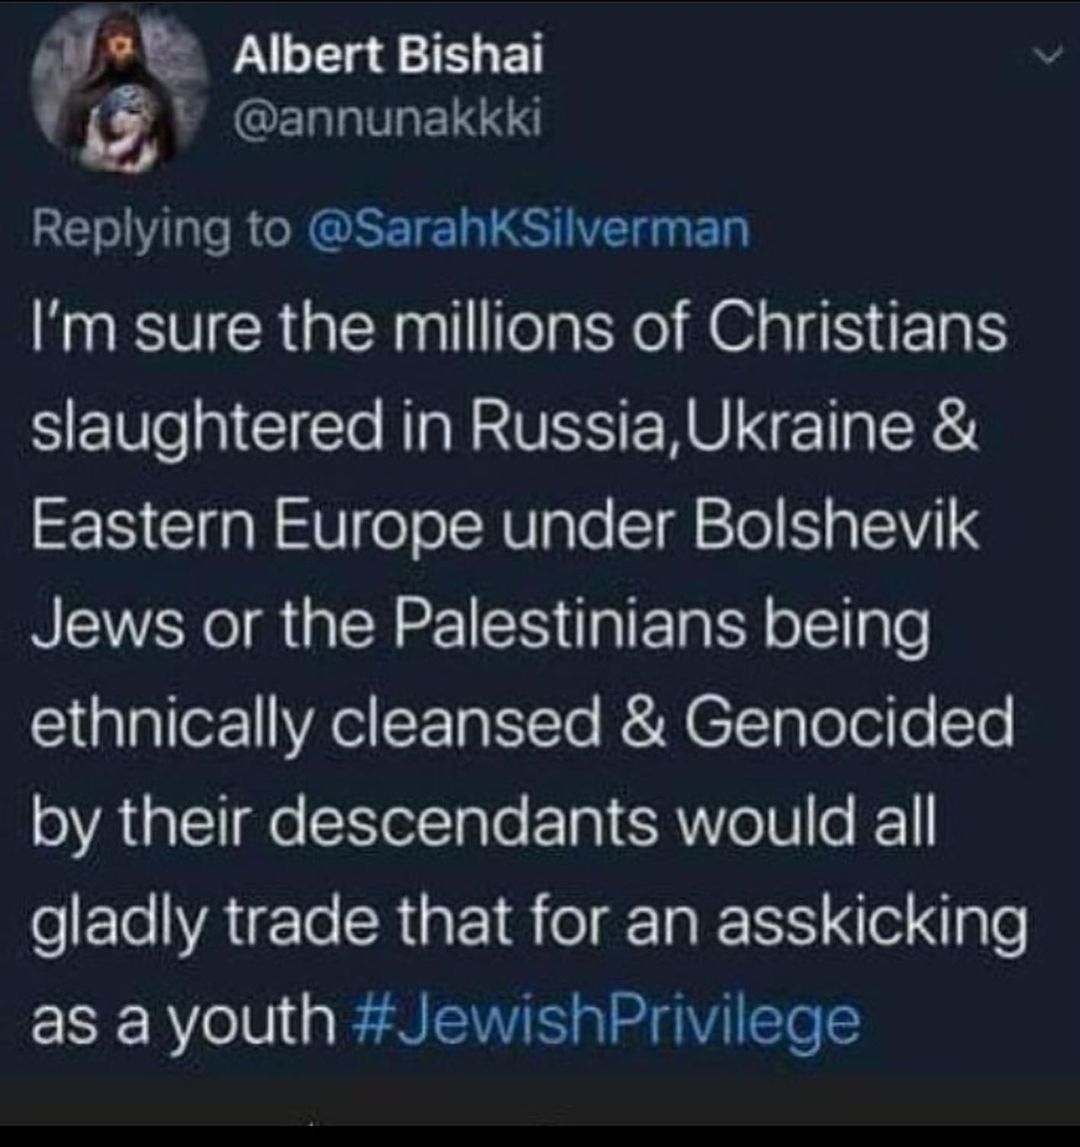 Albert Bishai
@annunakkki
Replying to @SarahKSilverman
I'm sure the millions of Christians
slaughtered in Russia,Ukraine &
Eastern Europe under Bolshevik
Jews or the Palestinians being
ethnically cleansed & Genocided
by their descendants would all
gladly trade that for an asskicking
as a youth #JewishPrivilege